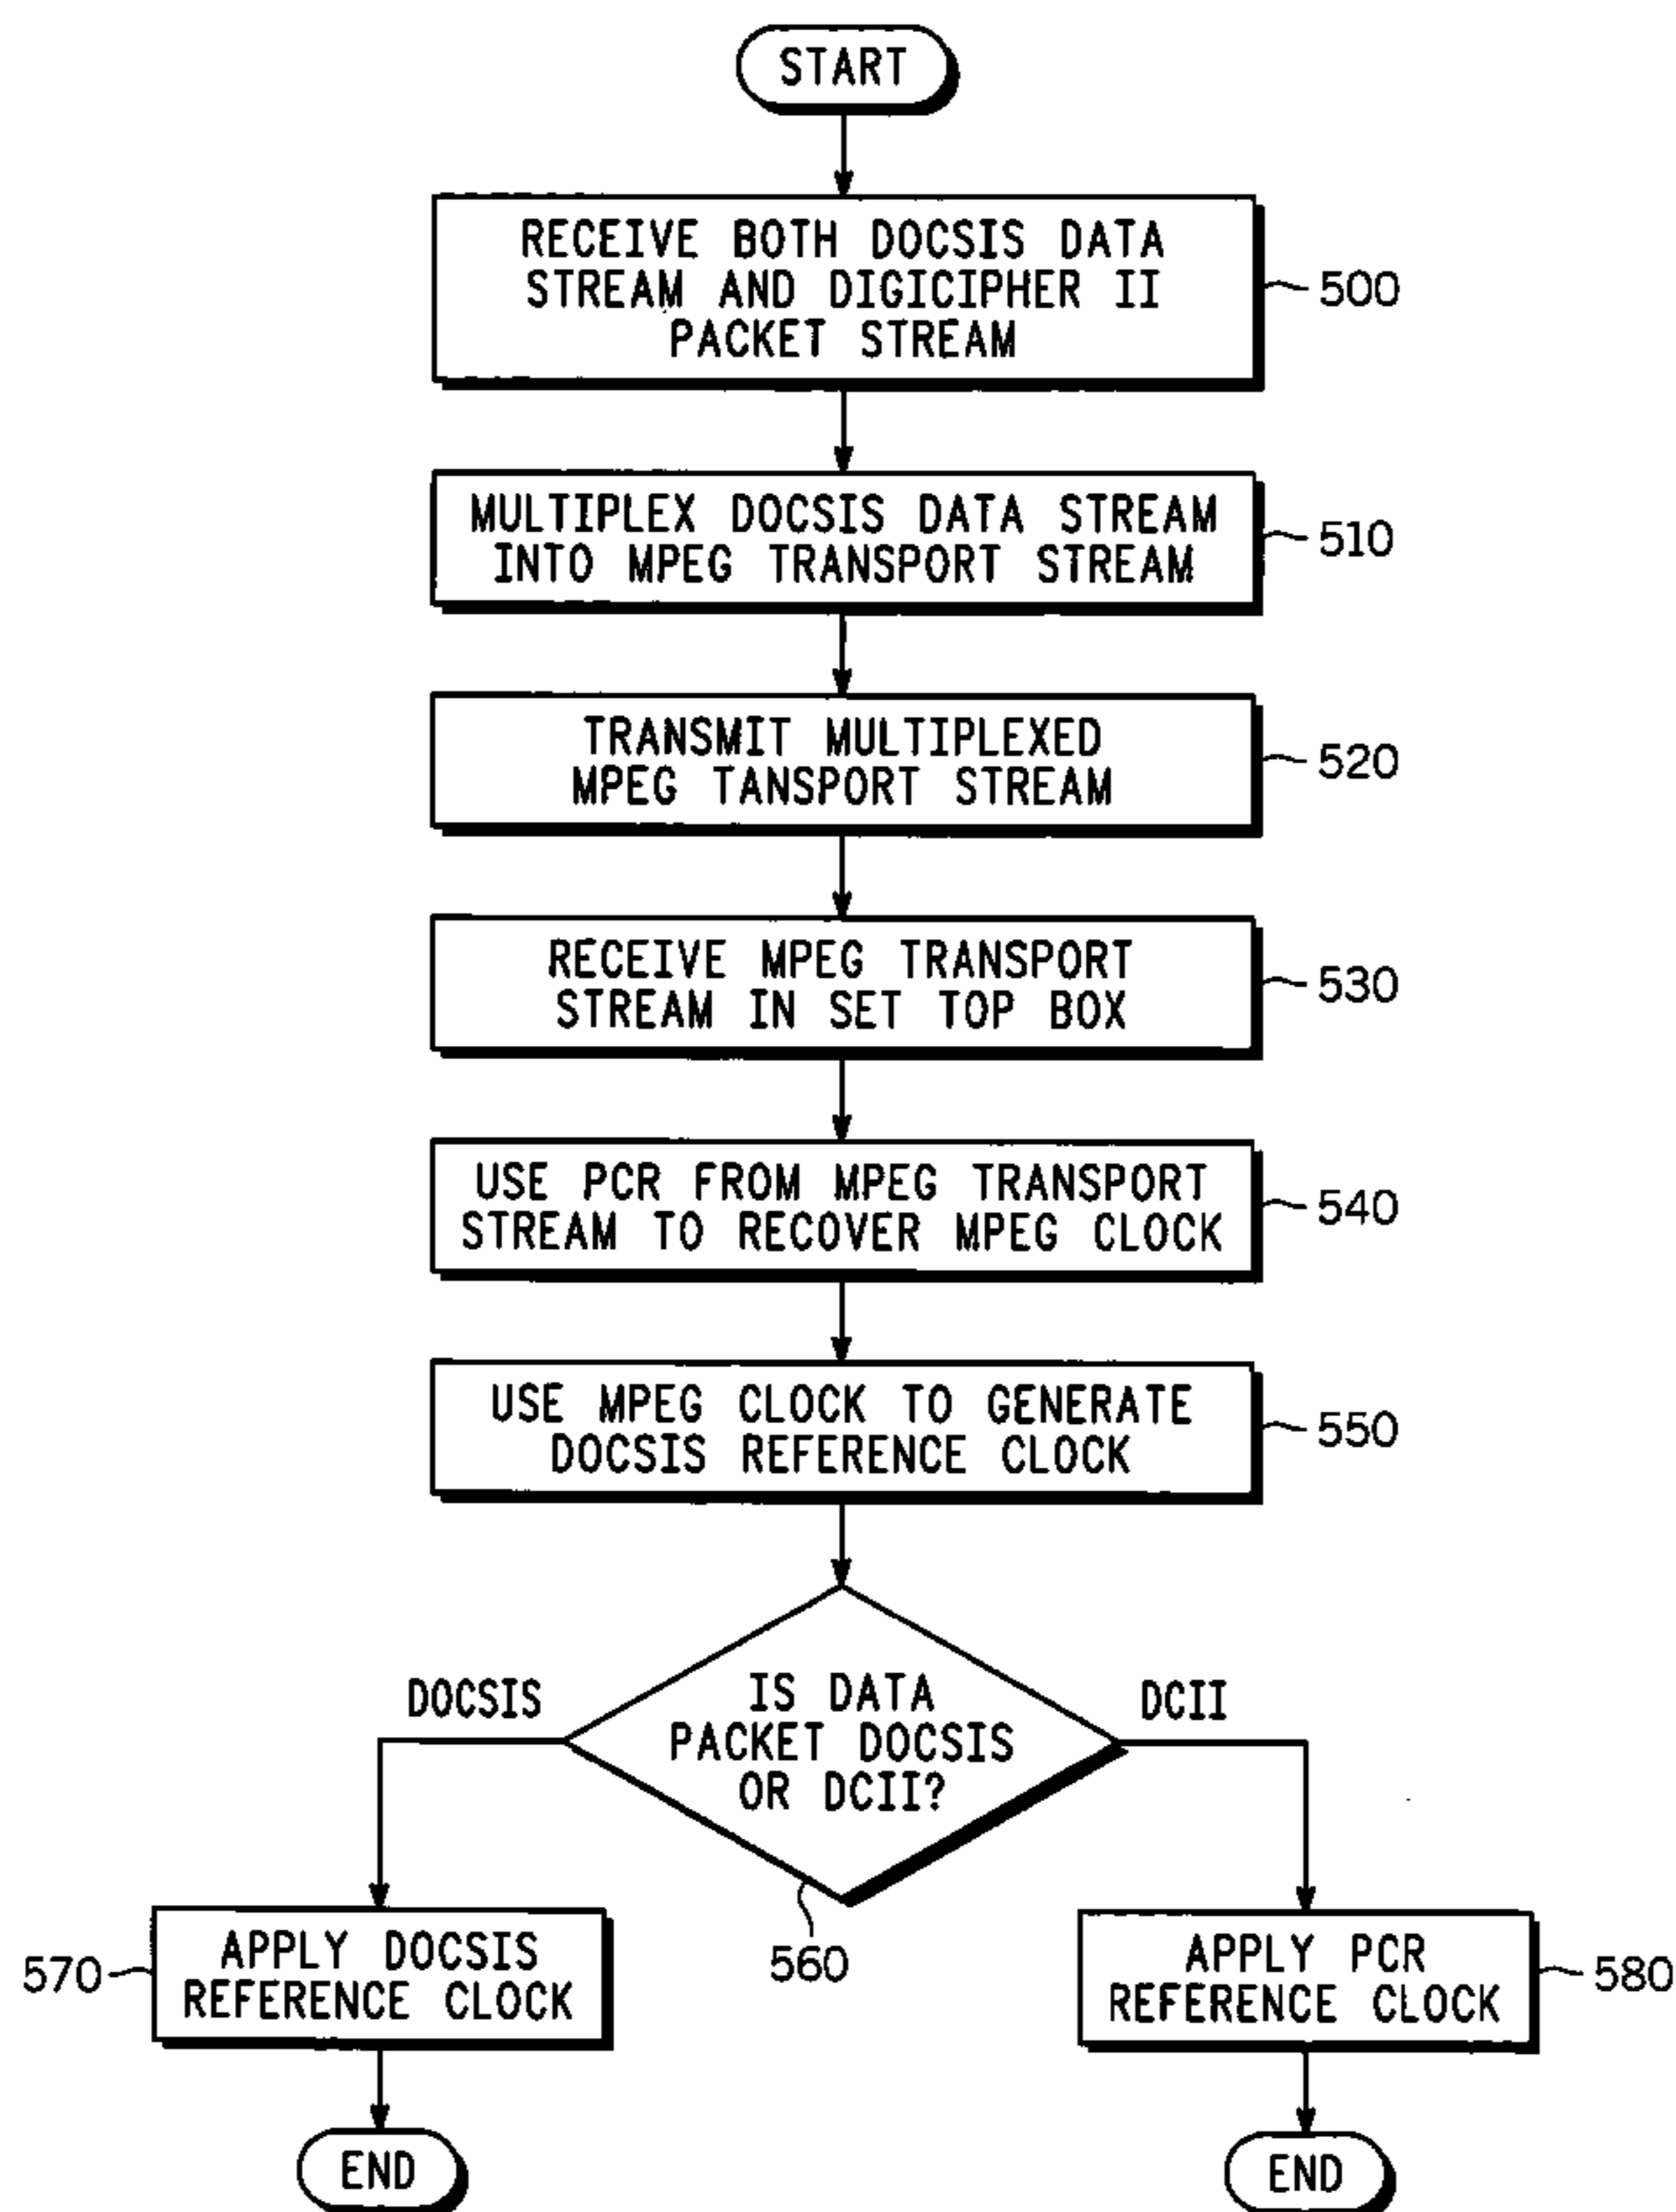 START
RECEIVE BOTH DOCSIS DATA
STREAM AND DIGICIPHER II
PACKET STREAM
500
MULTIPLEX DOCSIS DATA STREAM
INTO MPEG TRANSPORT STREAM
510
TRANSMIT MULTIPLEXED
MPEG TANSPORT STREAM
520
RECEIVE MPEG TRANSPORT
STREAM IN SET TOP BOX
530
USE PCR FROM MPEG TRANSPORT
STREAM TO RECOVER MPEG CLOCK
540
USE MPEG CLOCK TO GENERATE
DOCSIS REFERENCE CLOCK
550
DOCSIS
IS DATA
PACKET DOCSIS
OR DCII?
DCII
560
570
APPLY DOCSIS
REFERENCE CLOCK
APPLY PCR
REFERENCE CLOCK
580
END
END